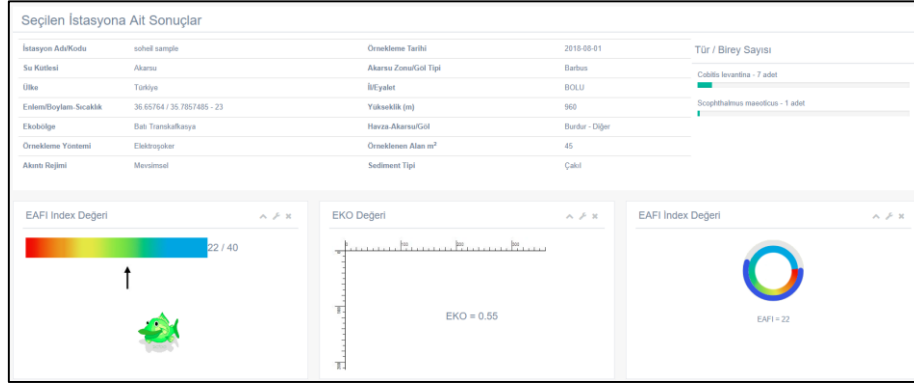 Seçilen İstasyona Ait Sonuçlar
İstasyon Adı/Kodu soheil sample Örnekleme Tarihi 2018-08-01
Su Kütlesi Akarsu Akarsu Zonu/Göl Tipi Barbus
Ülke Türkiye İl/Eyalet BOLU
Enlem/Boylam-Sıcaklık 36.65764 / 35.7857485 - 23 Yükseklik (m) 960
Ekobölge Batı Transkafkasya Havza-Akarsu/Göl Burdur - Diğer
Örnekleme Yöntemi Elektroşoker Örneklenen Alan m² 45
Akıntı Rejimi Mevsimsel Sediment Tipi Çakıl
Tür / Birey Sayısı
Cobitis levantina - 7 adet
Scophthalmus maeoticus - 1 adet
EAFI Index Değeri
22 / 40
EKO Değeri
EKO = 0.55
EAFI Index Değeri
EAFI = 22